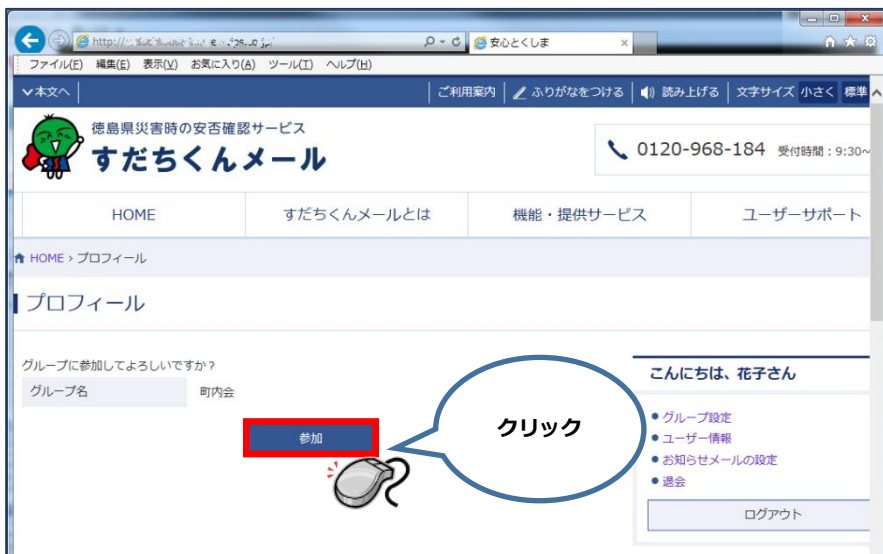 http://
安心とくしま
ファイル(F) 編集(E) 表示(V) お気に入り(A) ツール(T) ヘルプ(H)
本文へ ご利用案内 ふりがなをつける 読み上げる 文字サイズ 小さく 標準
徳島県災害時の安否確認サービス
すだちくんメール
0120-968-184 受付時間：9:30~
HOME すだちくんメールとは 機能・提供サービス ユーザーサポート
HOME › プロフィール
プロフィール
グループに参加してよろしいですか？
グループ名 町内会
参加
クリック
こんにちは、花子さん
グループ設定
ユーザー情報
お知らせメールの設定
退会
ログアウト